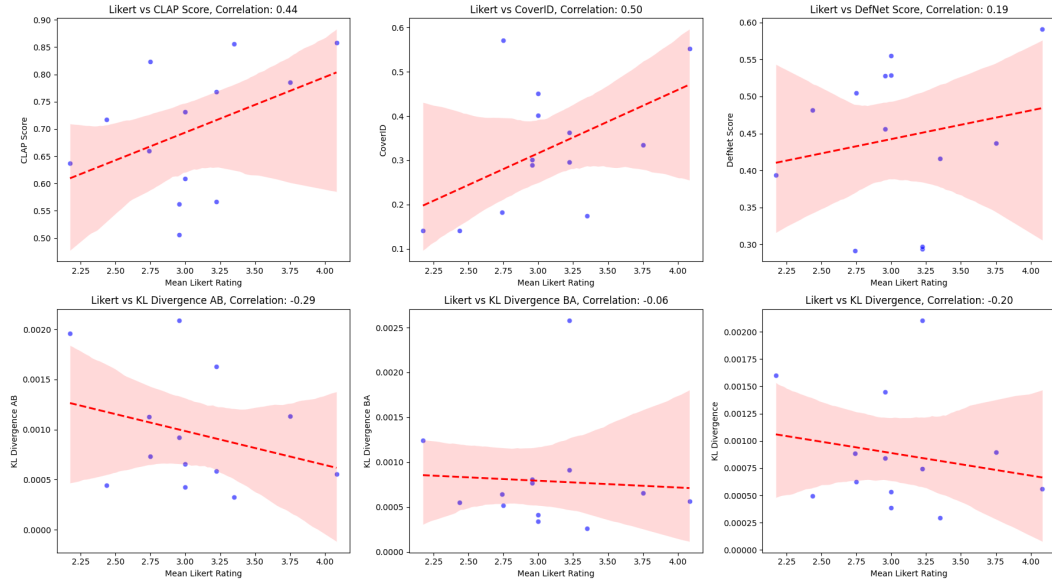 Likert vs CLAP Score, Correlation: 0.44
0.90
0.85
0.80
0.75
0.70
0.65
0.60
0.55
0.50
CLAP Score
2.25 2.50 2.75 3.00 3.25 3.50 3.75 4.00
Mean Likert Rating
Likert vs CoverID, Correlation: 0.50
0.6
0.5
0.4
0.3
0.2
0.1
CoverID
2.25 2.50 2.75 3.00 3.25 3.50 3.75 4.00
Mean Likert Rating
Likert vs DefNet Score, Correlation: 0.19
0.60
0.55
0.50
0.45
0.40
0.35
0.30
DefNet Score
2.25 2.50 2.75 3.00 3.25 3.50 3.75 4.00
Mean Likert Rating
Likert vs KL Divergence AB, Correlation: -0.29
0.0020
0.0015
0.0010
0.0005
0.0000
KL Divergence AB
2.25 2.50 2.75 3.00 3.25 3.50 3.75 4.00
Mean Likert Rating
Likert vs KL Divergence BA, Correlation: -0.06
0.0025
0.0020
0.0015
0.0010
0.0005
0.0000
KL Divergence BA
2.25 2.50 2.75 3.00 3.25 3.50 3.75 4.00
Mean Likert Rating
Likert vs KL Divergence, Correlation: -0.20
0.00200
0.00175
0.00150
0.00125
0.00100
0.00075
0.00050
0.00025
0.00000
KL Divergence
2.25 2.50 2.75 3.00 3.25 3.50 3.75 4.00
Mean Likert Rating